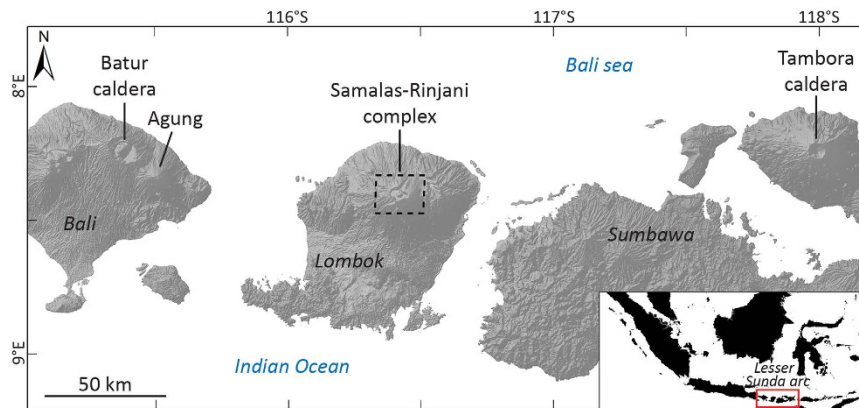 116°S
117°S
118°S
N
8°E
9°E
Batur
caldera
Agung
Bali
Samalas-Rinjani
complex
Lombok
Bali sea
Tambora
caldera
Sumbawa
Indian Ocean
50 km
Lesser
Sunda arc